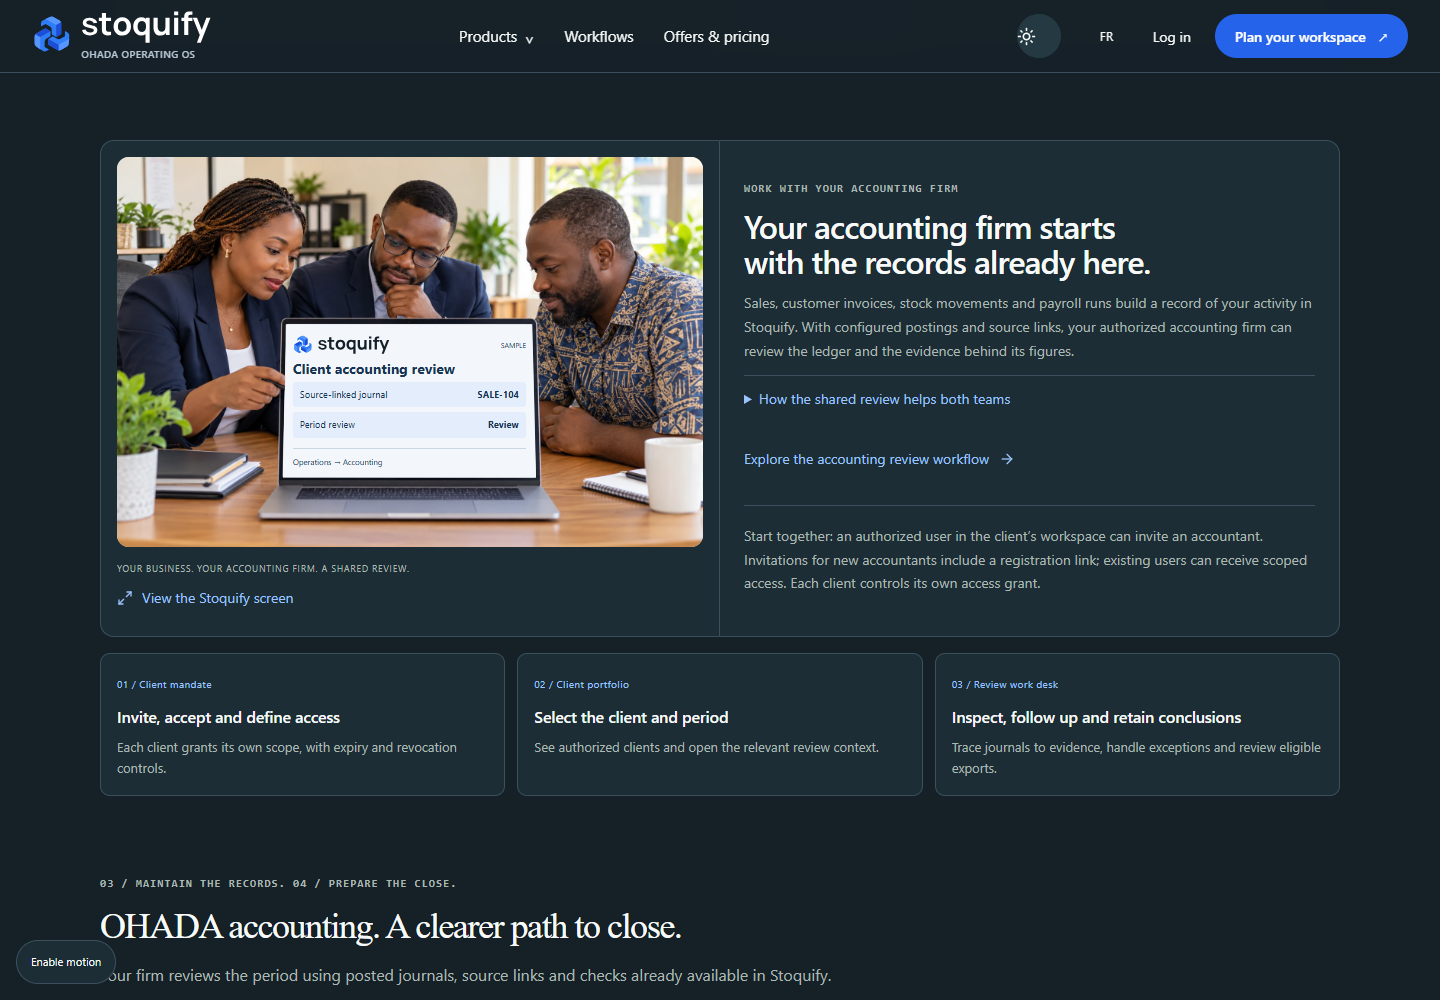 stoquify
OHADA OPERATING OS
Products
Workflows
Offers & pricing
FR
Log in
Plan your workspace ↗
stoquify
SAMPLE
Client accounting review
Source-linked journal SALE-104
Period review Review
Operations → Accounting
YOUR BUSINESS. YOUR ACCOUNTING FIRM. A SHARED REVIEW.
View the Stoquify screen
WORK WITH YOUR ACCOUNTING FIRM
Your accounting firm starts
with the records already here.
Sales, customer invoices, stock movements and payroll runs build a record of your activity in
Stoquify. With configured postings and source links, your authorized accounting firm can
review the ledger and the evidence behind its figures.
How the shared review helps both teams
Explore the accounting review workflow →
Start together: an authorized user in the client’s workspace can invite an accountant.
Invitations for new accountants include a registration link; existing users can receive scoped
access. Each client controls its own access grant.
01 / Client mandate
Invite, accept and define access
Each client grants its own scope, with expiry and revocation
controls.
02 / Client portfolio
Select the client and period
See authorized clients and open the relevant review context.
03 / Review work desk
Inspect, follow up and retain conclusions
Trace journals to evidence, handle exceptions and review eligible
exports.
03 / MAINTAIN THE RECORDS. 04 / PREPARE THE CLOSE.
OHADA accounting. A clearer path to close.
Enable motion
firm reviews the period using posted journals, source links and checks already available in Stoquify.